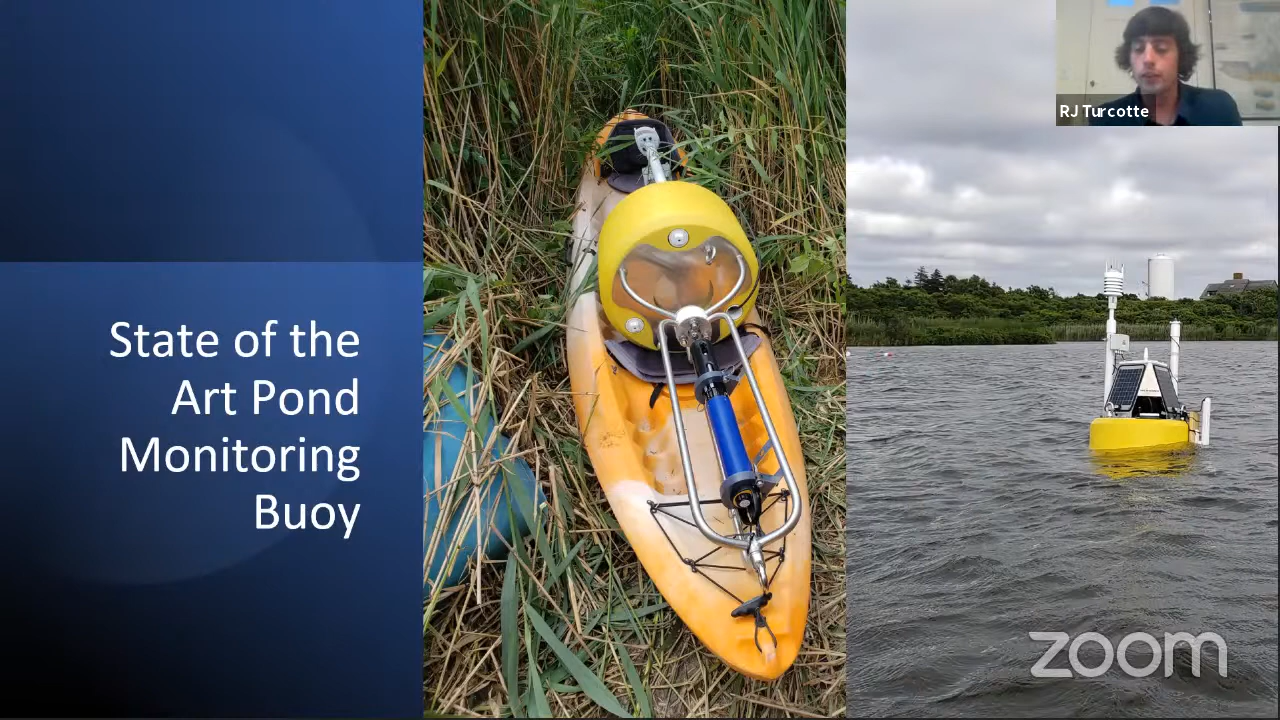 State of the
Art Pond
Monitoring
Buoy
RJ Turcotte
zoom